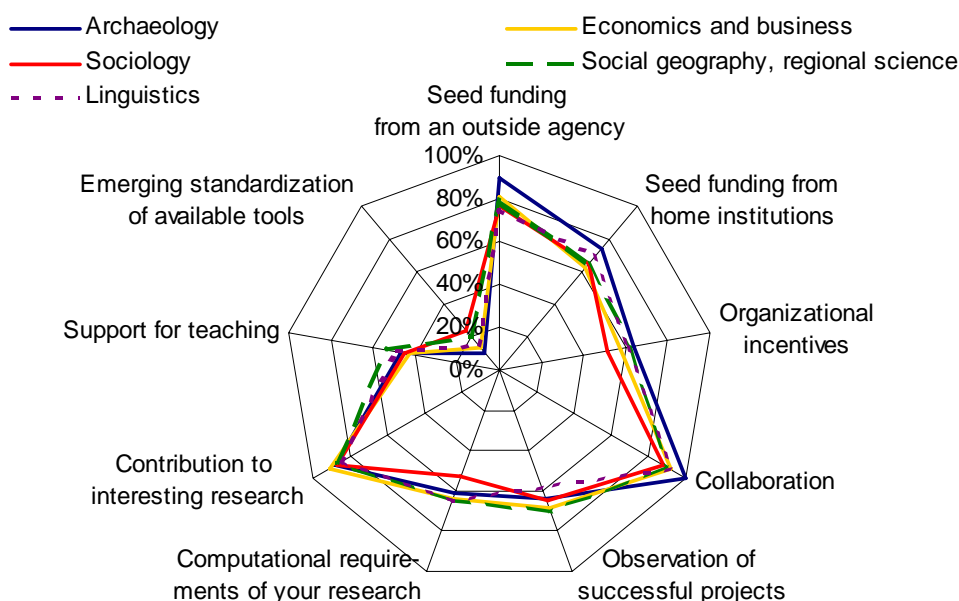 Archaeology
Economics and business
Sociology
Social geography, regional science
Linguistics
Seed funding
from an outside agency
100%
80%
60%
40%
20%
0%
Seed funding from
home institutions
Organizational
incentives
Collaboration
Observation of
successful projects
Computational require-
ments of your research
Contribution to
interesting research
Support for teaching
Emerging standardization
of available tools